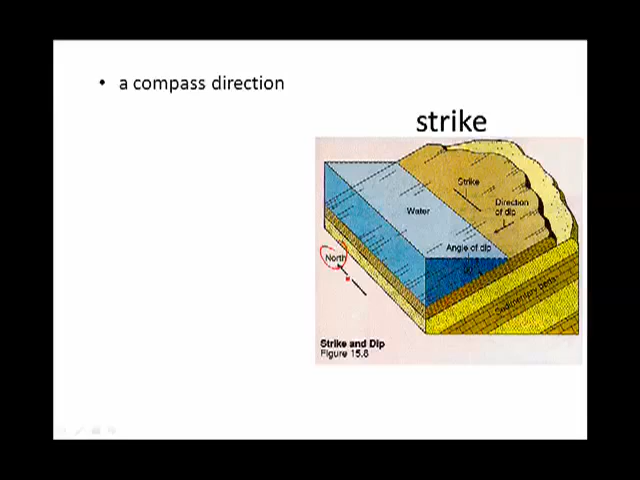 • a compass direction
strike
Strike
Direction
of dip
Water
Angle of dip
North
Sedimentary beds
Strike and Dip
Figure 15.8